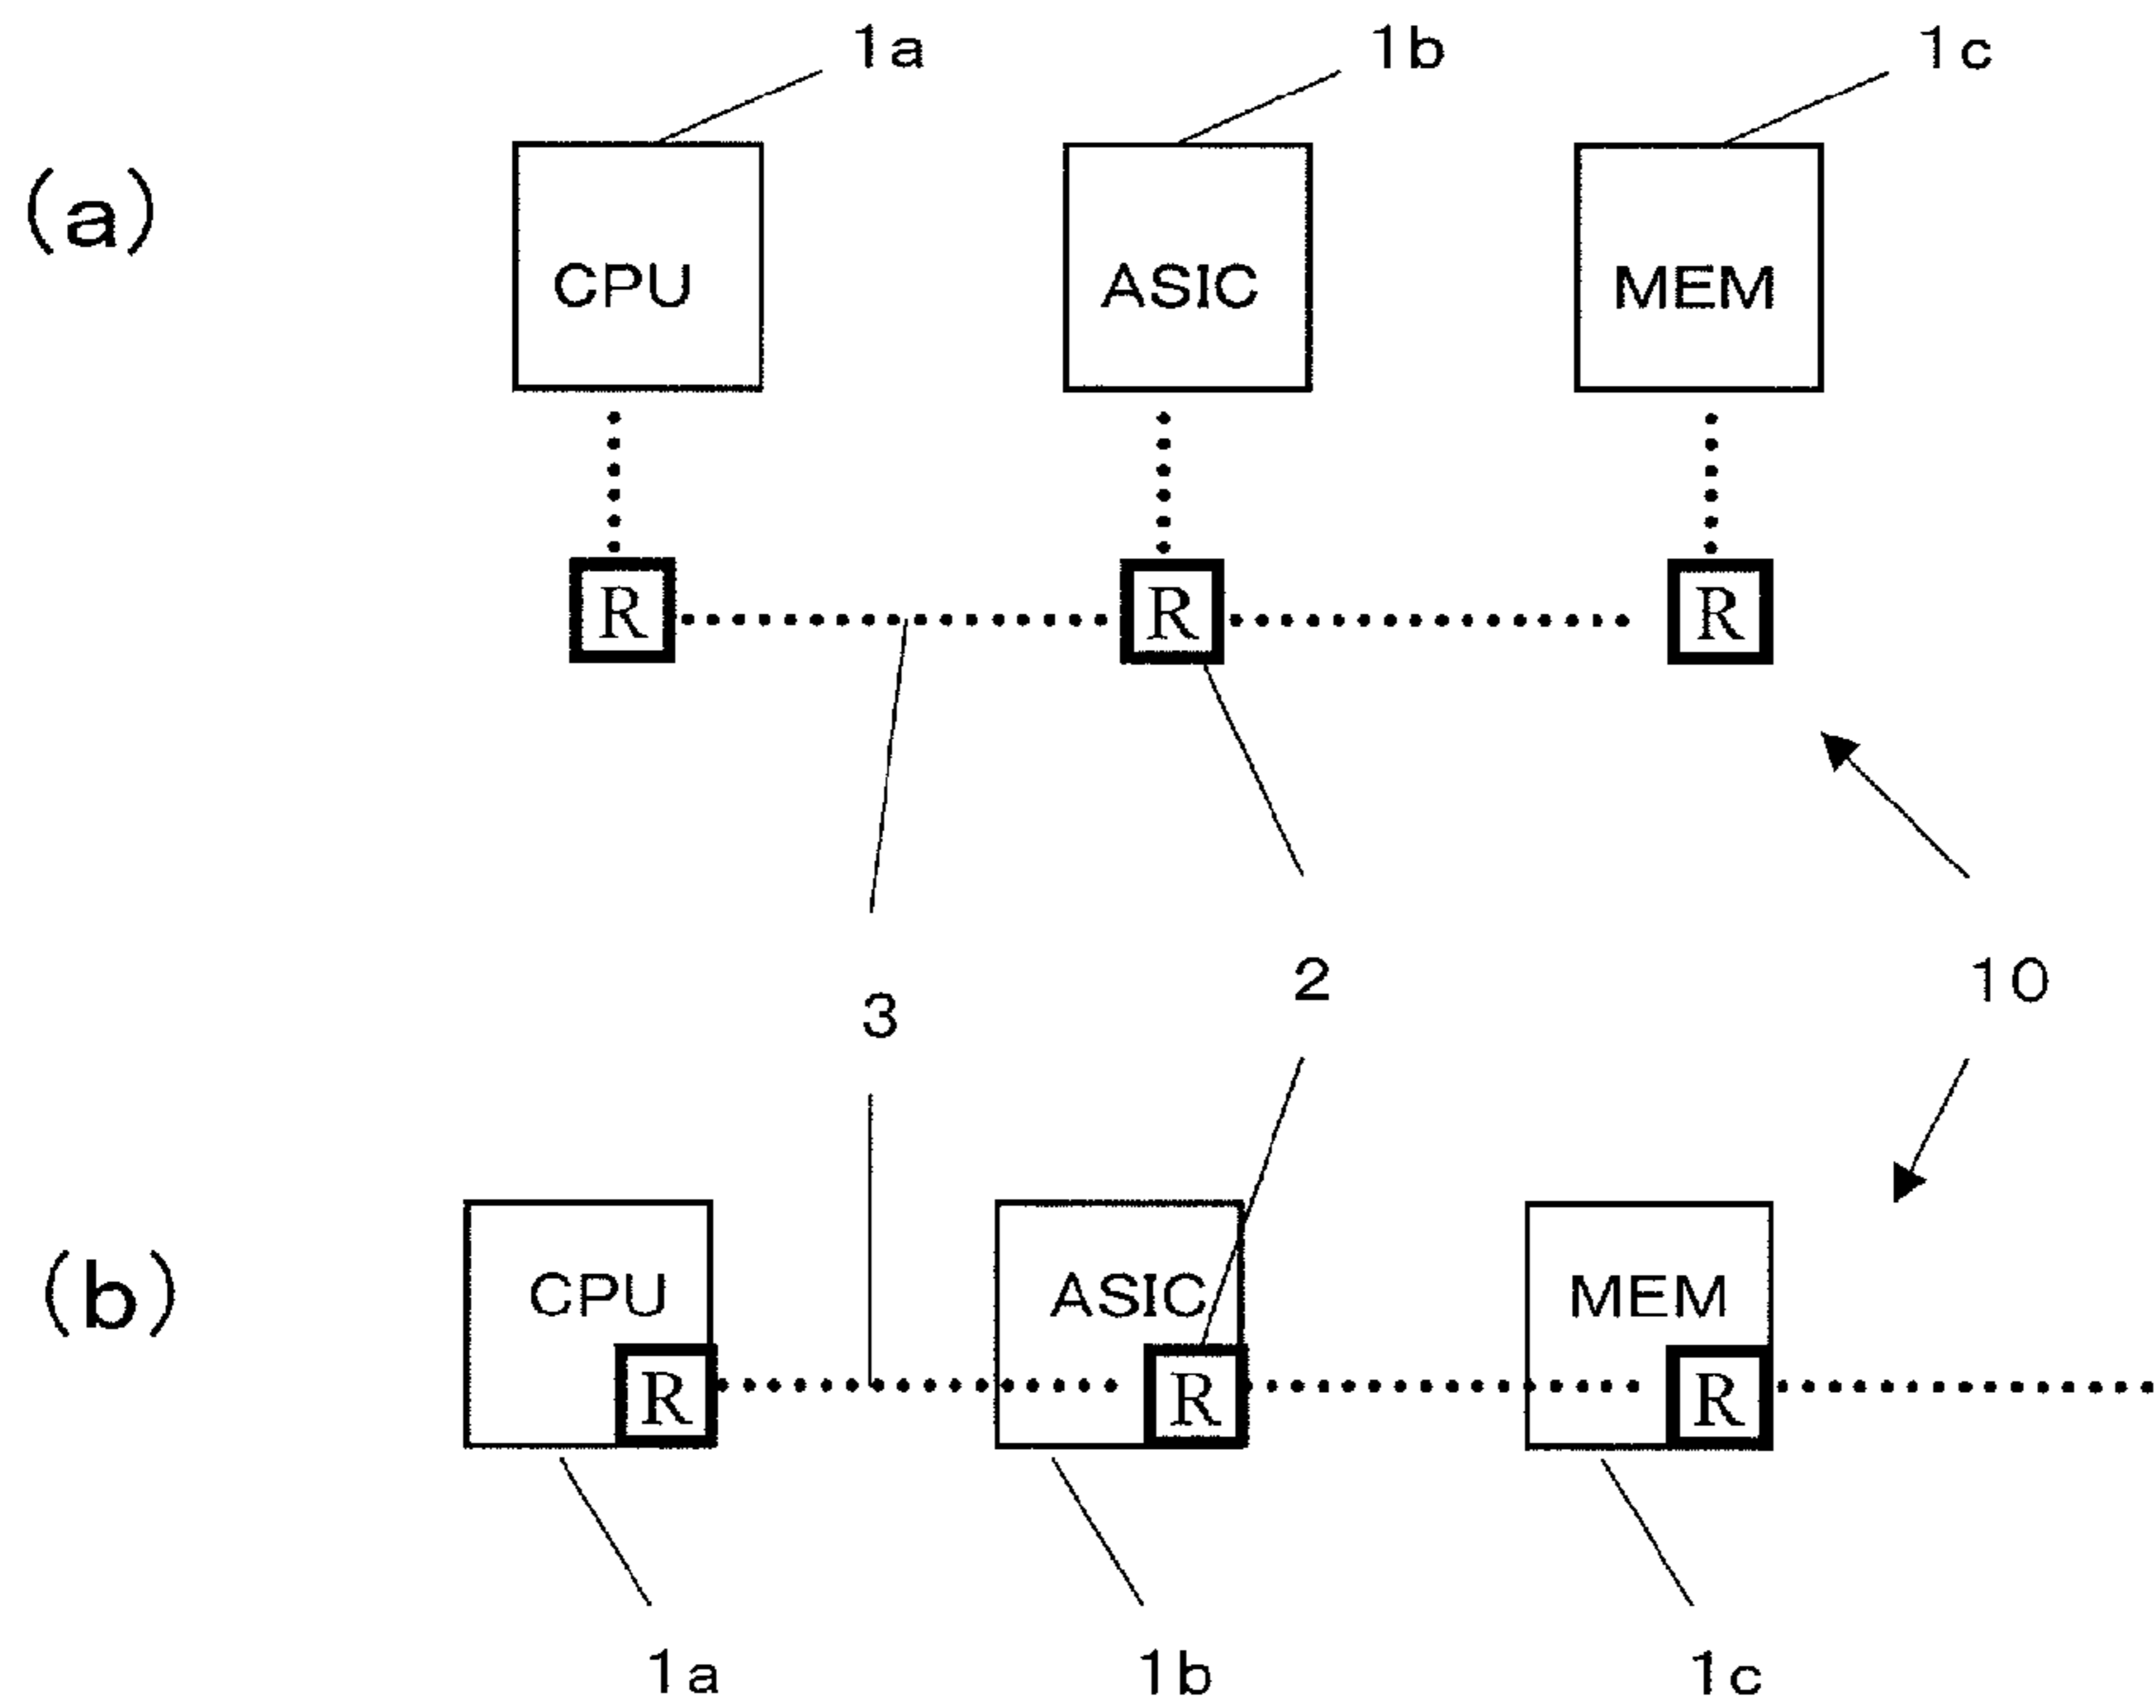 1a 1b 1c
(a)
CPU ASIC MEM
R R R
2
10
3
(b)
CPU ASIC MEM
R R R
1a 1b 1c